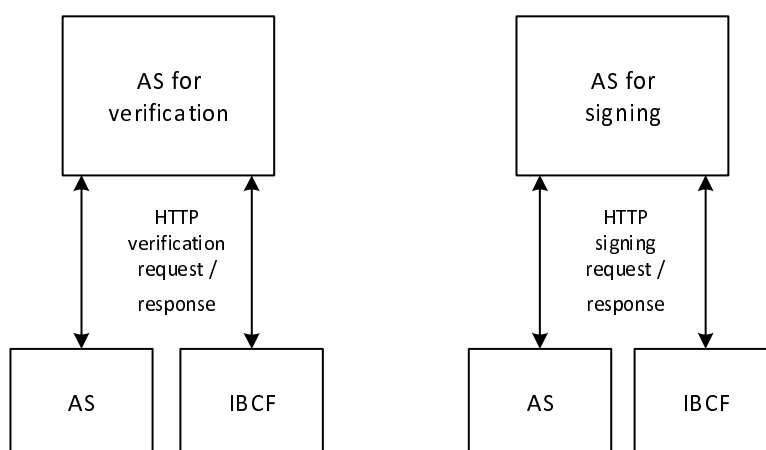 AS for
verification
HTTP
verification
request /
response
AS
IBCF
AS for
signing
HTTP
signing
request /
response
AS
IBCF